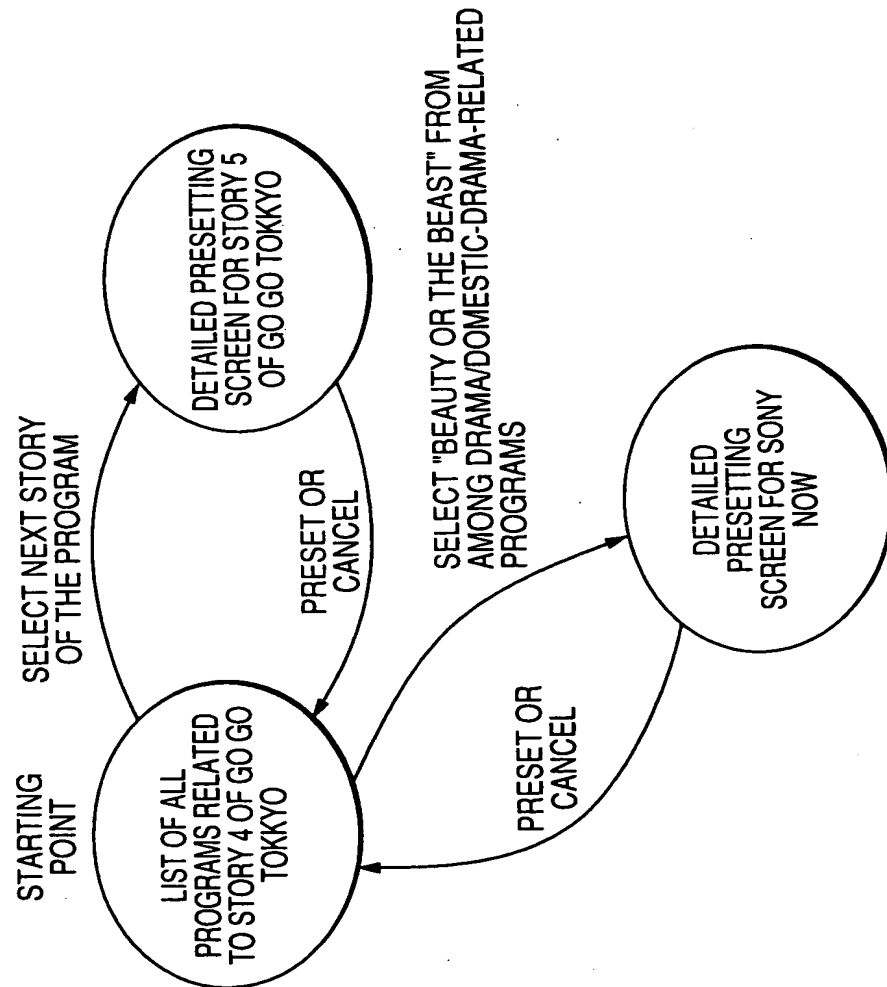 STARTING
POINT
LIST OF ALL
PROGRAMS RELATED
TO STORY 4 OF GO GO
TOKKYO
SELECT NEXT STORY
OF THE PROGRAM
DETAILED PRESETTING
SCREEN FOR STORY 5
OF GO GO TOKKYO
PRESET OR
CANCEL
SELECT "BEAUTY OR THE BEAST" FROM
AMONG DRAMA/DOMESTIC-DRAMA-RELATED
PROGRAMS
PRESET OR
CANCEL
DETAILED
PRESETTING
SCREEN FOR SONY
NOW